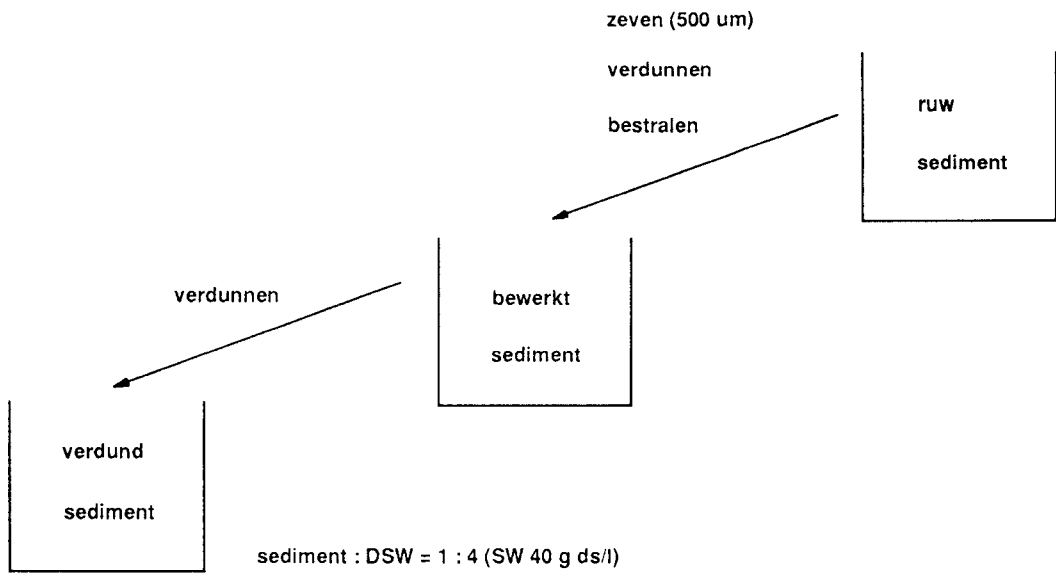 zeven (500 um)
verdunnen
bestralen
ruw
sediment
verdunnen
bewerkt
sediment
verdund
sediment
sediment : DSW = 1 : 4 (SW 40 g ds/l)